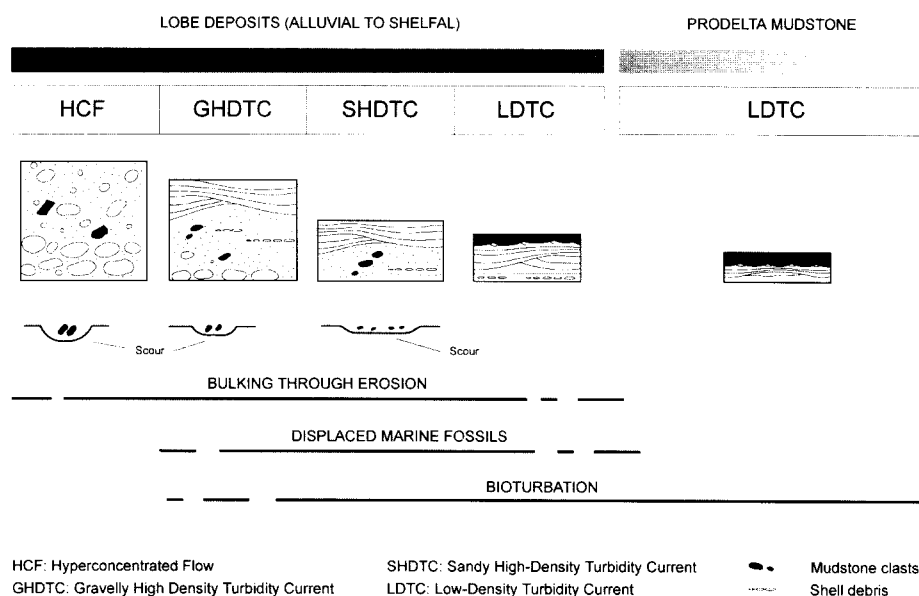 LOBE DEPOSITS (ALLUVIAL TO SHELFAL)
PRODELTA MUDSTONE
HCF
GHDTC
SHDTC
LDTC
LDTC
Scour
Scour
BULKING THROUGH EROSION
DISPLACED MARINE FOSSILS
BIOTURBATION
HCF: Hyperconcentrated Flow
GHDTC: Gravelly High Density Turbidity Current
SHDTC: Sandy High-Density Turbidity Current
LDTC: Low-Density Turbidity Current
Mudstone clasts
Shell debris